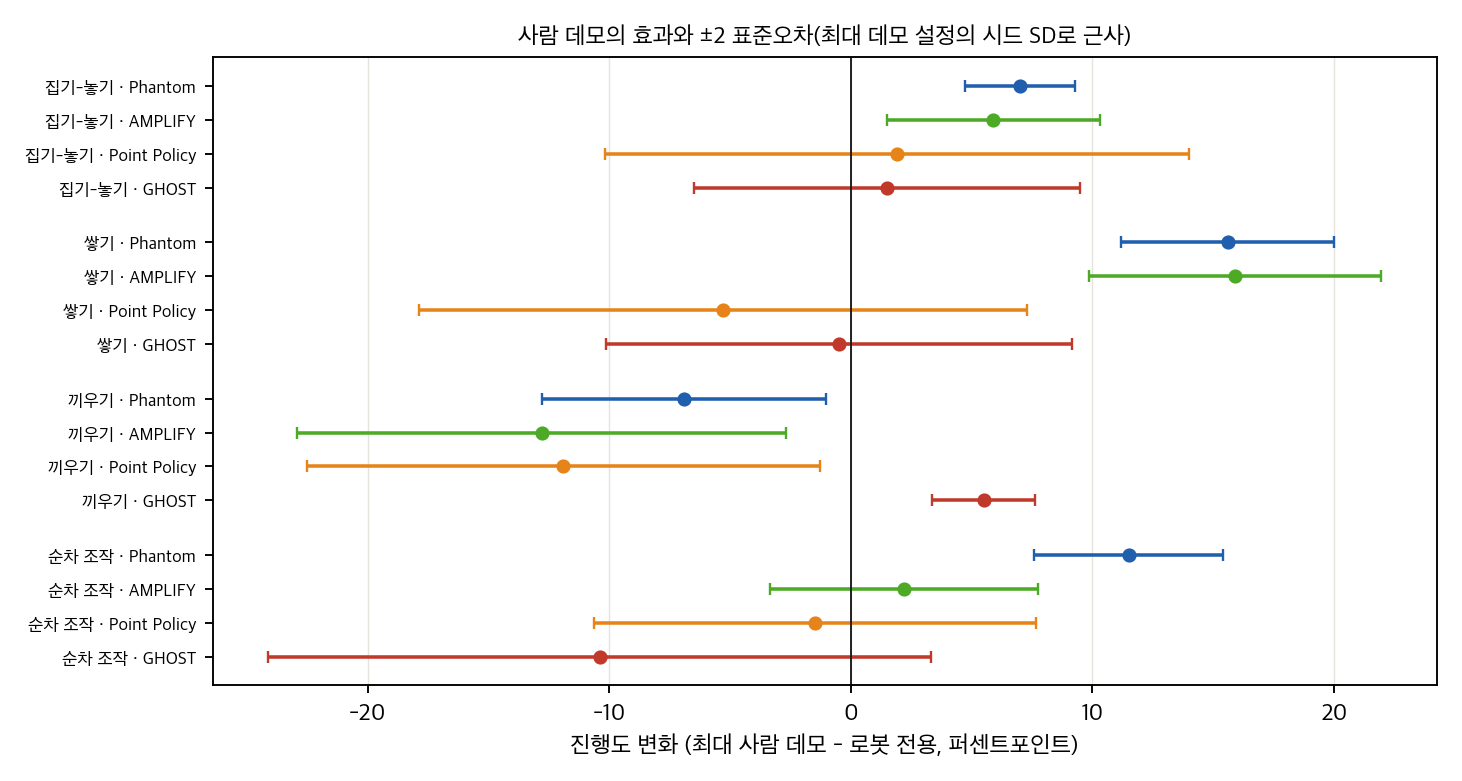 사람 데모의 효과와 ±2 표준오차(최대 데모 설정의 시드 SD로 근사)
집기–놓기 · Phantom
집기–놓기 · AMPLIFY
집기–놓기 · Point Policy
집기–놓기 · GHOST
쌓기 · Phantom
쌓기 · AMPLIFY
쌓기 · Point Policy
쌓기 · GHOST
끼우기 · Phantom
끼우기 · AMPLIFY
끼우기 · Point Policy
끼우기 · GHOST
순차 조작 · Phantom
순차 조작 · AMPLIFY
순차 조작 · Point Policy
순차 조작 · GHOST
-20 -10 0 10 20
진행도 변화 (최대 사람 데모 – 로봇 전용, 퍼센트포인트)